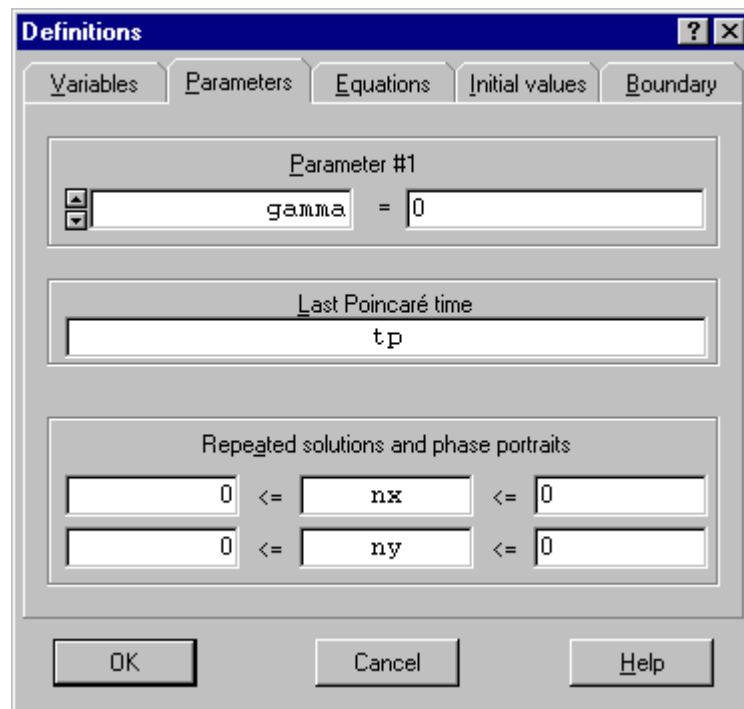 Definitions
Variables Parameters Equations Initial values Boundary
Parameter #1
gamma = 0
Last Poincaré time
tp
Repeated solutions and phase portraits
0 <= nx <= 0
0 <= ny <= 0
OK Cancel Help